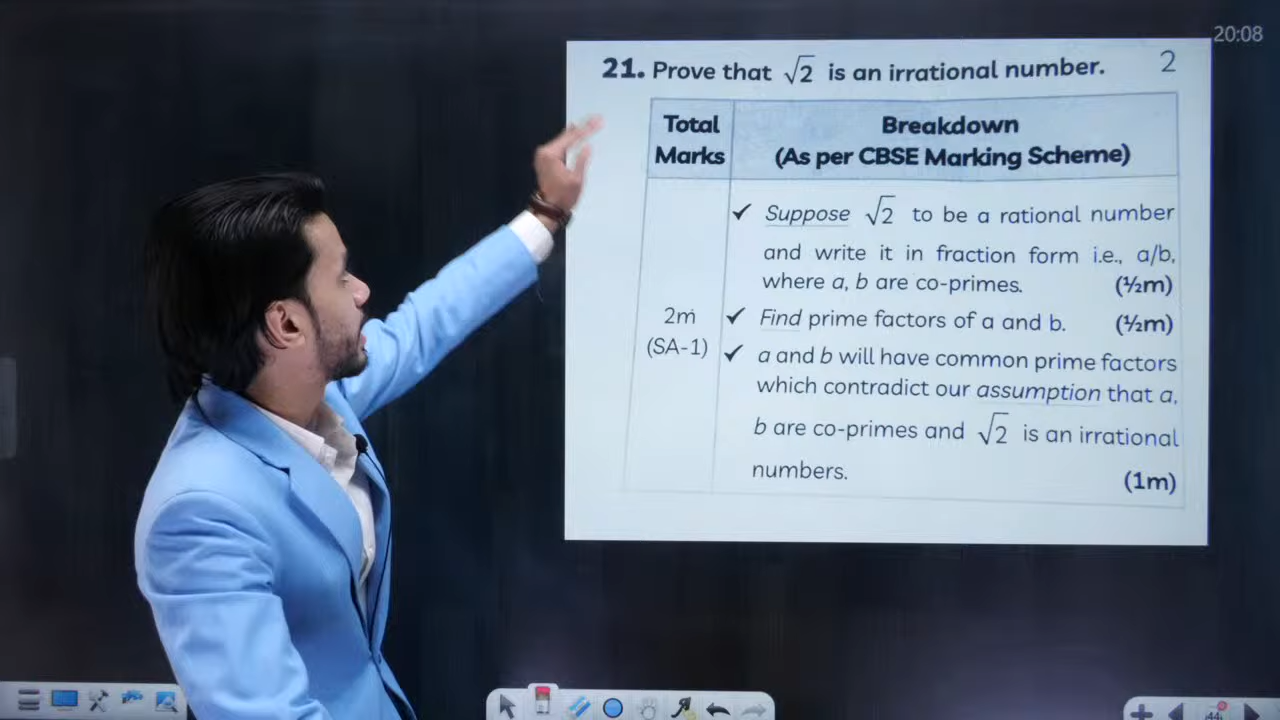 20:08
21. Prove that √2 is an irrational number. 2
Total Marks
Breakdown
(As per CBSE Marking Scheme)
2m
(SA-1)
✓ Suppose √2 to be a rational number
and write it in fraction form i.e., a/b,
where a, b are co-primes. (½m)
✓ Find prime factors of a and b. (½m)
✓ a and b will have common prime factors
which contradict our assumption that a,
b are co-primes and √2 is an irrational
numbers. (1m)
44